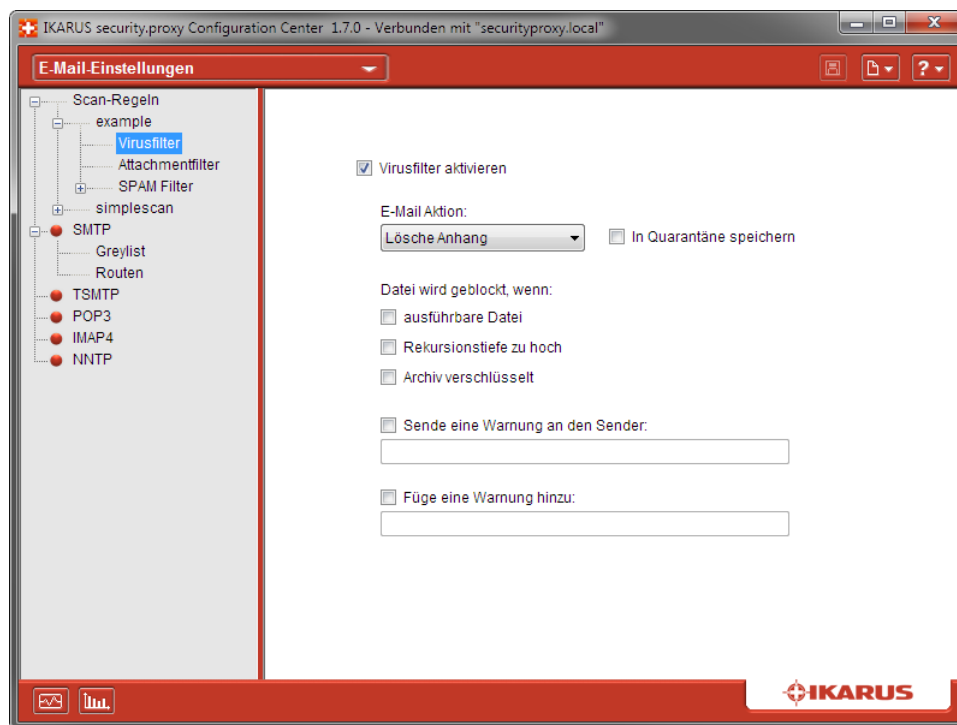 IKARUS security.proxy Configuration Center 1.7.0 - Verbunden mit "securityproxy.local"
E-Mail-Einstellungen
?
Scan-Regeln
example
Virusfilter
Attachmentfilter
SPAM Filter
simplescan
SMTP
Greylist
Routen
TSMTP
POP3
IMAP4
NNTP
Virusfilter aktivieren
E-Mail Aktion:
Lösche Anhang
In Quarantäne speichern
Datei wird geblockt, wenn:
ausführbare Datei
Rekursionstiefe zu hoch
Archiv verschlüsselt
Sende eine Warnung an den Sender:
Füge eine Warnung hinzu:
IKARUS